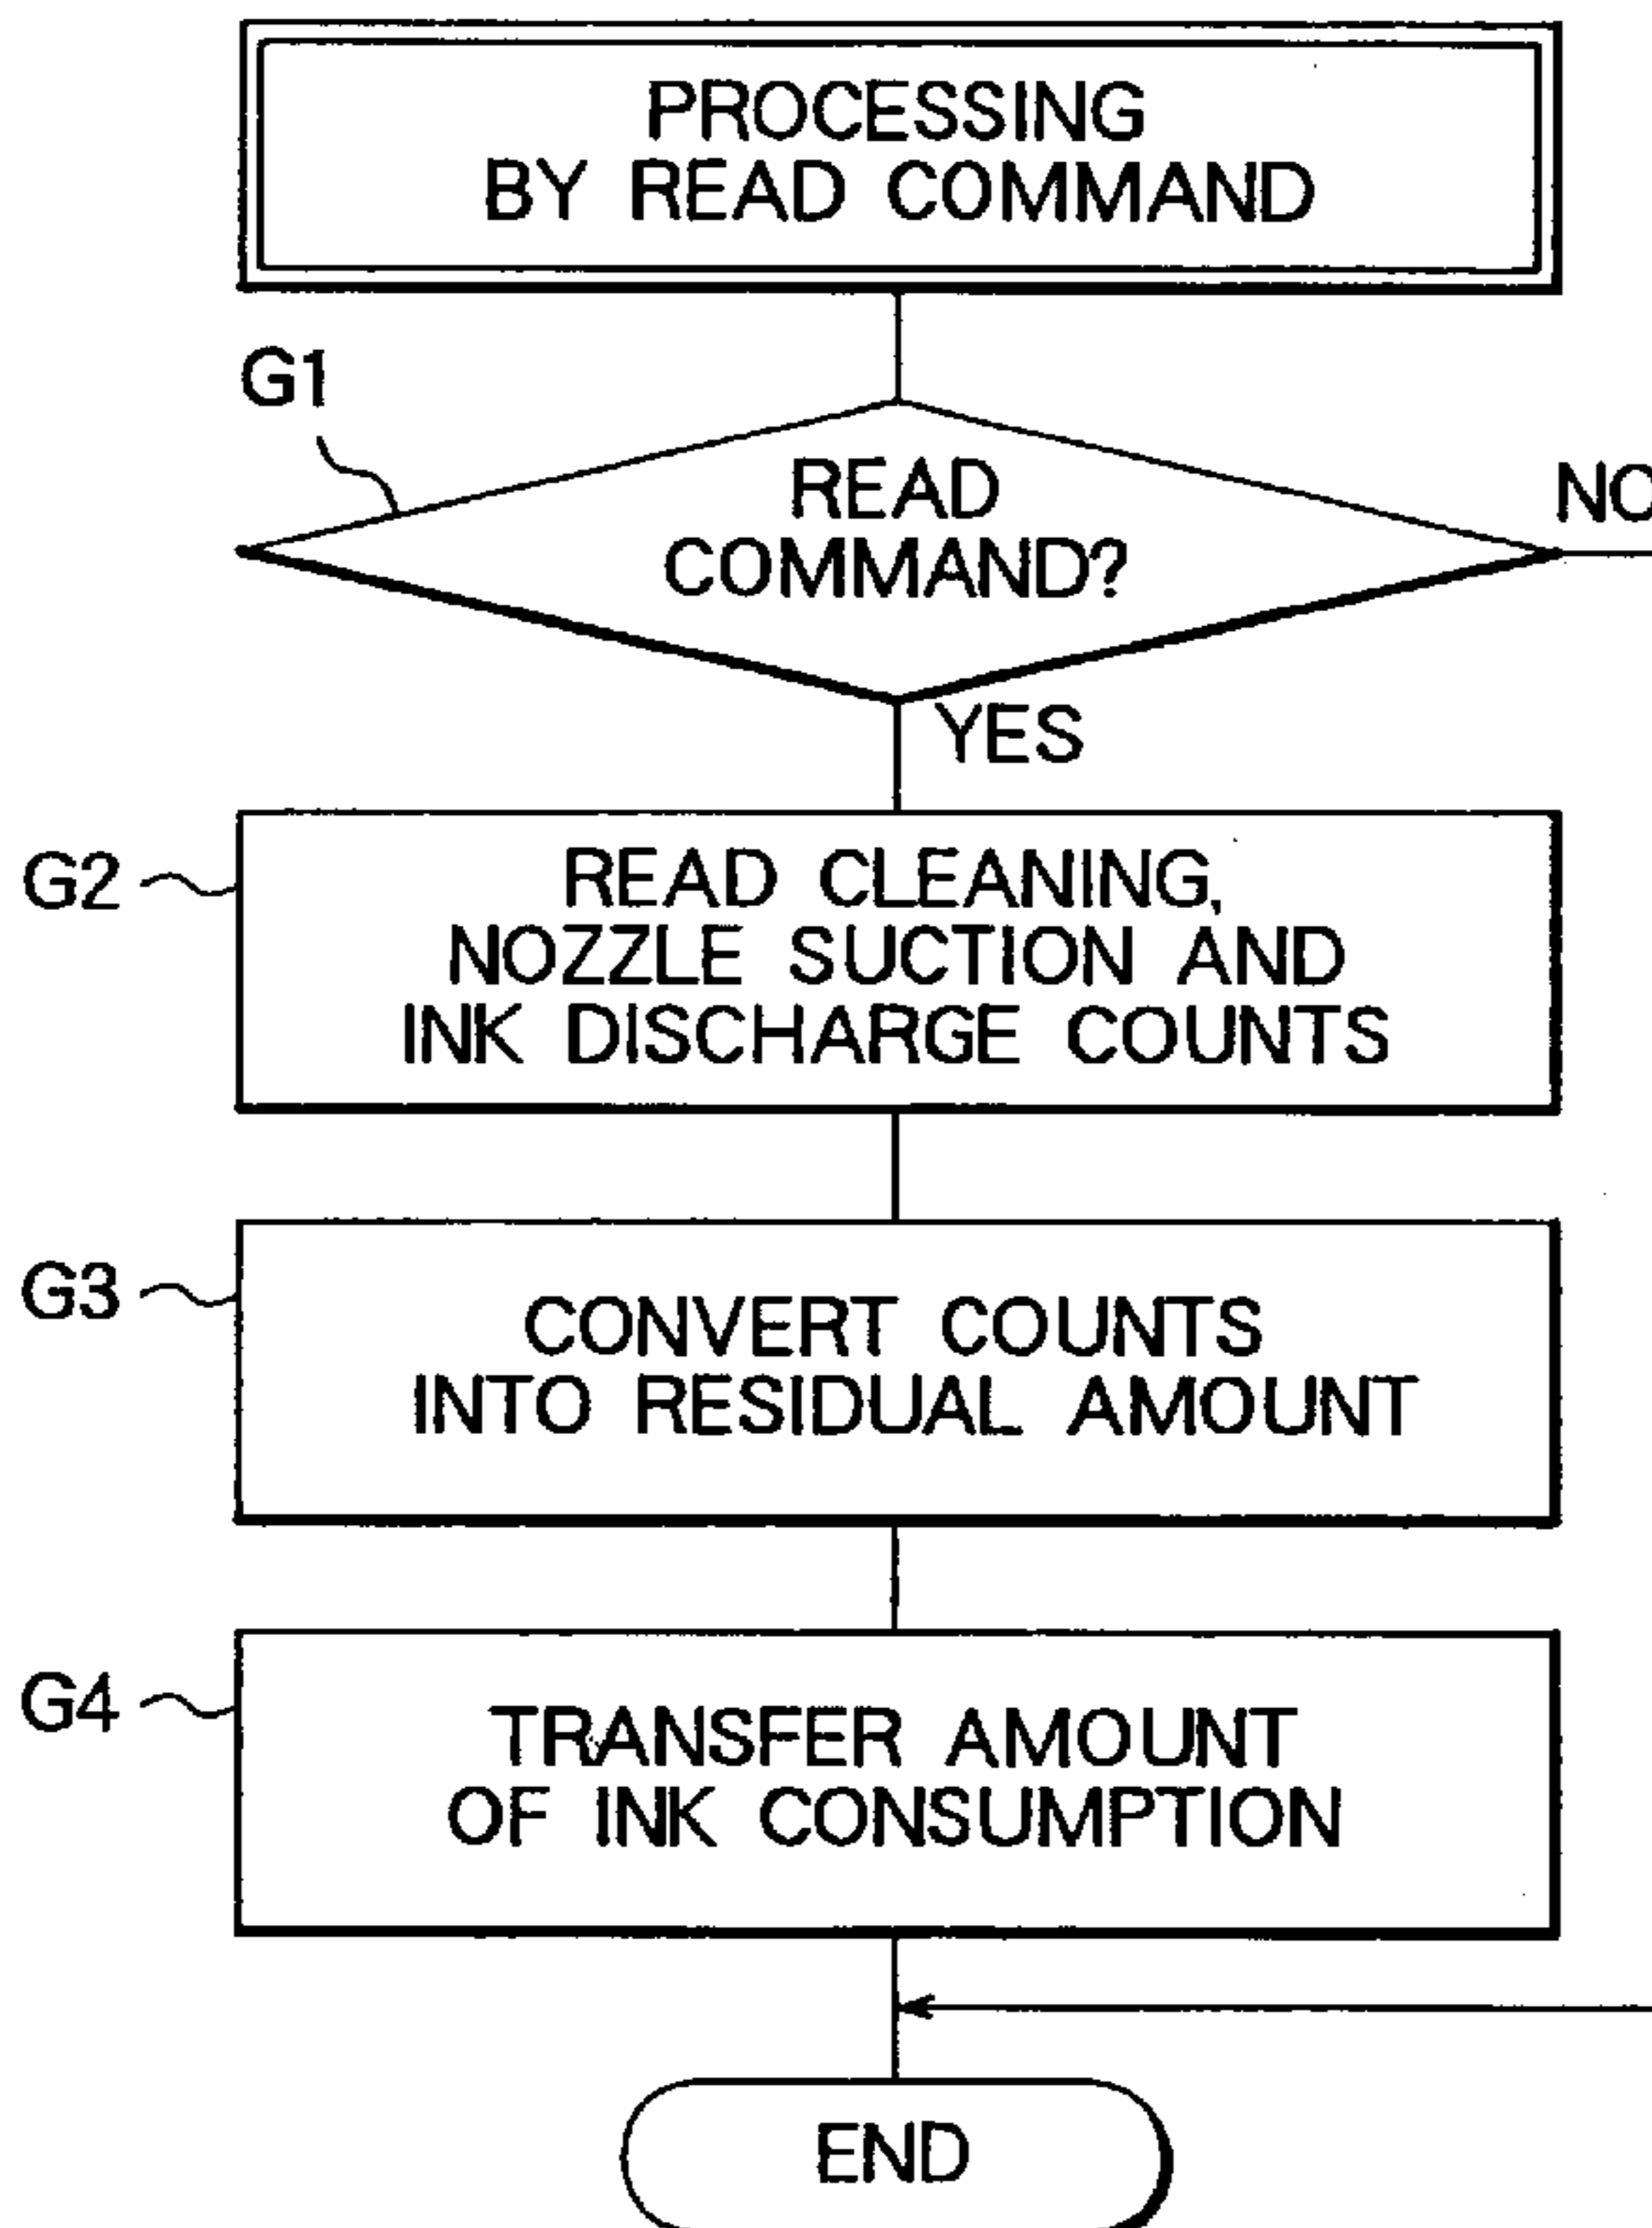 PROCESSING
BY READ COMMAND
G1
READ
COMMAND?
NO
YES
G2
READ CLEANING,
NOZZLE SUCTION AND
INK DISCHARGE COUNTS
G3
CONVERT COUNTS
INTO RESIDUAL AMOUNT
G4
TRANSFER AMOUNT
OF INK CONSUMPTION
END